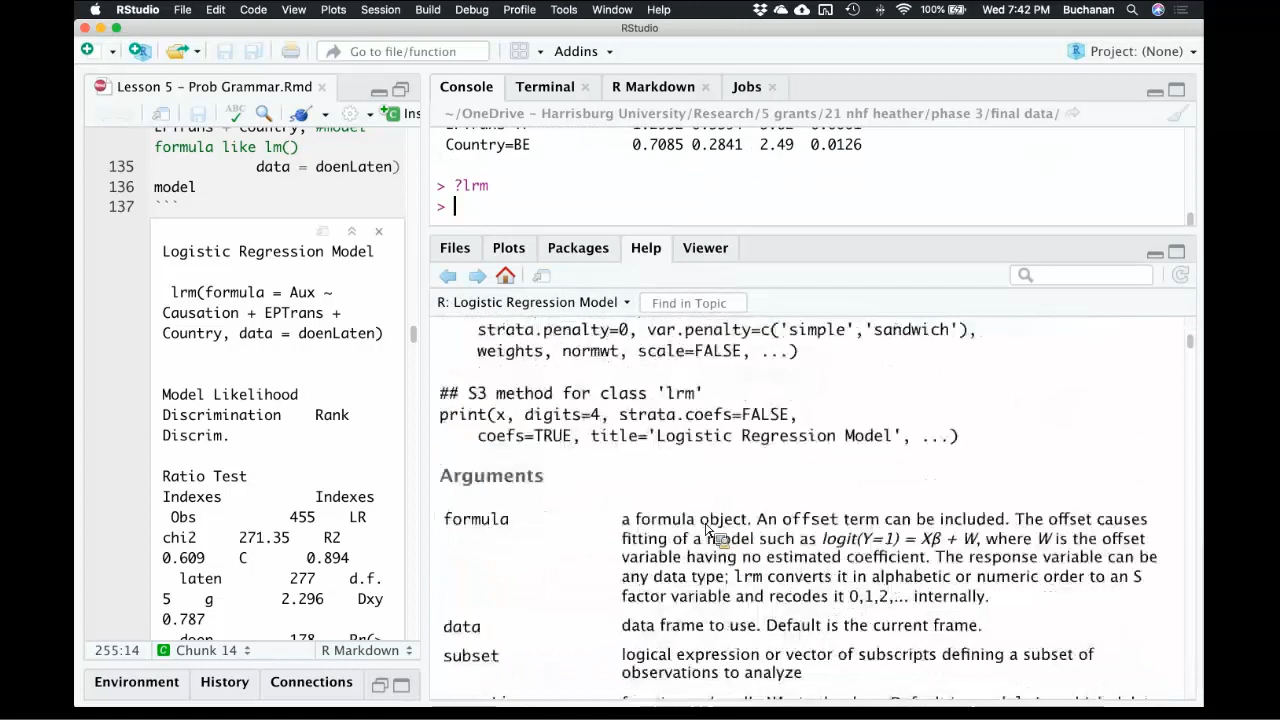 RStudio File Edit Code View Plots Session Build Debug Profile Tools Window Help 100% Wed 7:42 PM Buchanan
RStudio
Go to file/function Addins Project: (None)
Lesson 5 - Prob Grammar.Rmd
ABC Ins
EPTrans + Country, #model
formula like lm()
135 data = doenLaten)
136 model
137 ```
Logistic Regression Model
lrm(formula = Aux ~
Causation + EPTrans +
Country, data = doenLaten)
Model Likelihood
Discrimination Rank
Discrim.
Ratio Test
Indexes Indexes
Obs 455 LR
chi2 271.35 R2
0.609 C 0.894
laten 277 d.f.
5 g 2.296 Dxy
0.787
doen 178 Pr(>
255:14 Chunk 14 R Markdown
Environment History Connections
Console Terminal R Markdown Jobs
~/OneDrive ~ Harrisburg University/Research/5 grants/21 nhf heather/phase 3/final data/
Country=BE 0.7085 0.2841 2.49 0.0126
> ?lrm
>
Files Plots Packages Help Viewer
R: Logistic Regression Model Find in Topic
strata.penalty=0, var.penalty=c('simple','sandwich'),
weights, normwt, scale=FALSE, ...)
## S3 method for class 'lrm'
print(x, digits=4, strata.coefs=FALSE,
coefs=TRUE, title='Logistic Regression Model', ...)
Arguments
formula a formula object. An offset term can be included. The offset causes
fitting of a model such as logit(Y=1) = Xβ + W, where W is the offset
variable having no estimated coefficient. The response variable can be
any data type; lrm converts it in alphabetic or numeric order to an S
factor variable and recodes it 0,1,2,... internally.
data data frame to use. Default is the current frame.
subset logical expression or vector of subscripts defining a subset of
observations to analyze